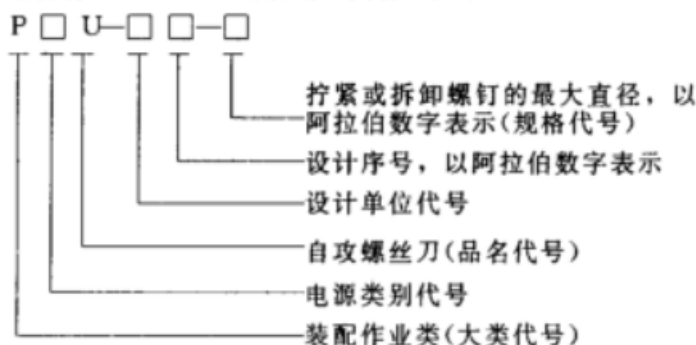 P □ U—□ □—□
拧紧或拆卸螺钉的最大直径，以
阿拉伯数字表示(规格代号)
设计序号，以阿拉伯数字表示
设计单位代号
自攻螺丝刀(品名代号)
电源类别代号
装配作业类(大类代号)